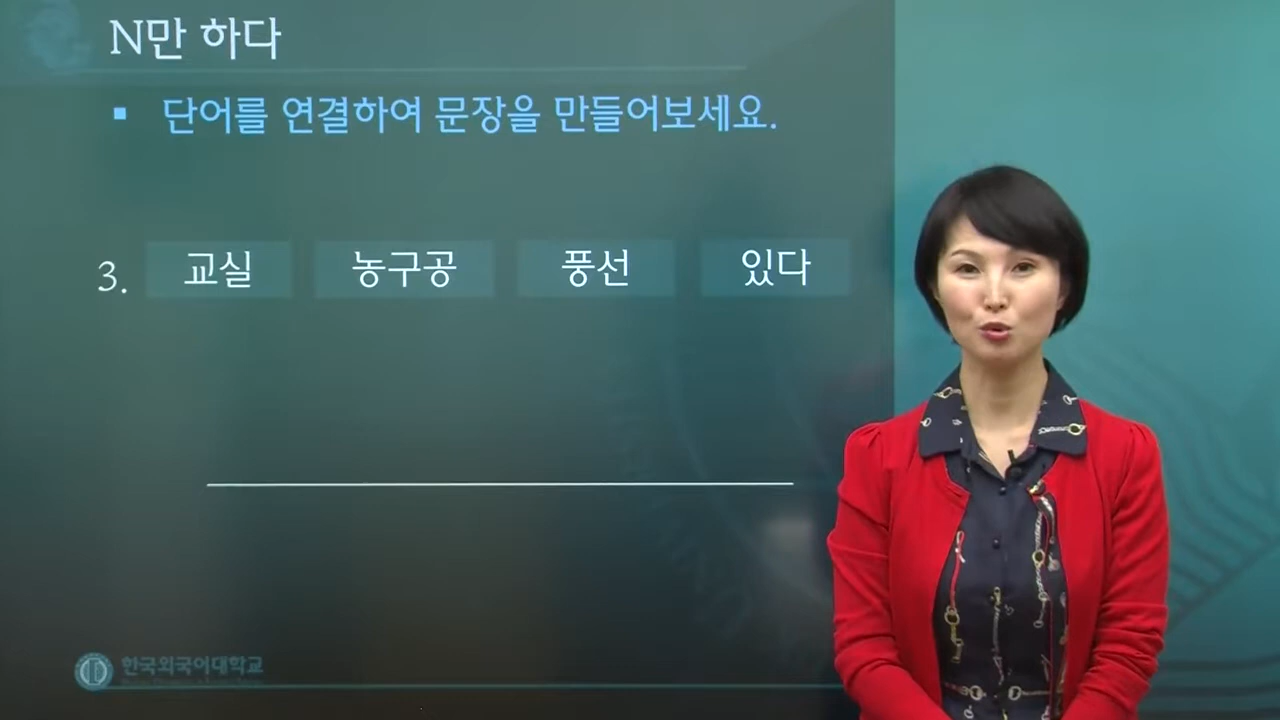 N만 하다
▪ 단어를 연결하여 문장을 만들어보세요.
3. 교실 농구공 풍선 있다
한국외국어대학교